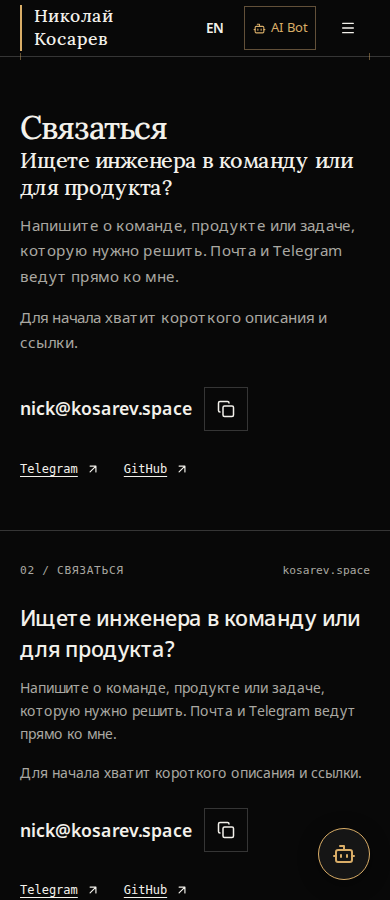 Николай
Косарев
EN
AI Bot
Связаться
Ищете инженера в команду или
для продукта?
Напишите о команде, продукте или задаче,
которую нужно решить. Почта и Telegram
ведут прямо ко мне.
Для начала хватит короткого описания и
ссылки.
nick@kosarev.space
Telegram GitHub
02 / СВЯЗАТЬСЯ kosarev.space
Ищете инженера в команду или
для продукта?
Напишите о команде, продукте или задаче,
которую нужно решить. Почта и Telegram ведут
прямо ко мне.
Для начала хватит короткого описания и ссылки.
nick@kosarev.space
Telegram GitHub